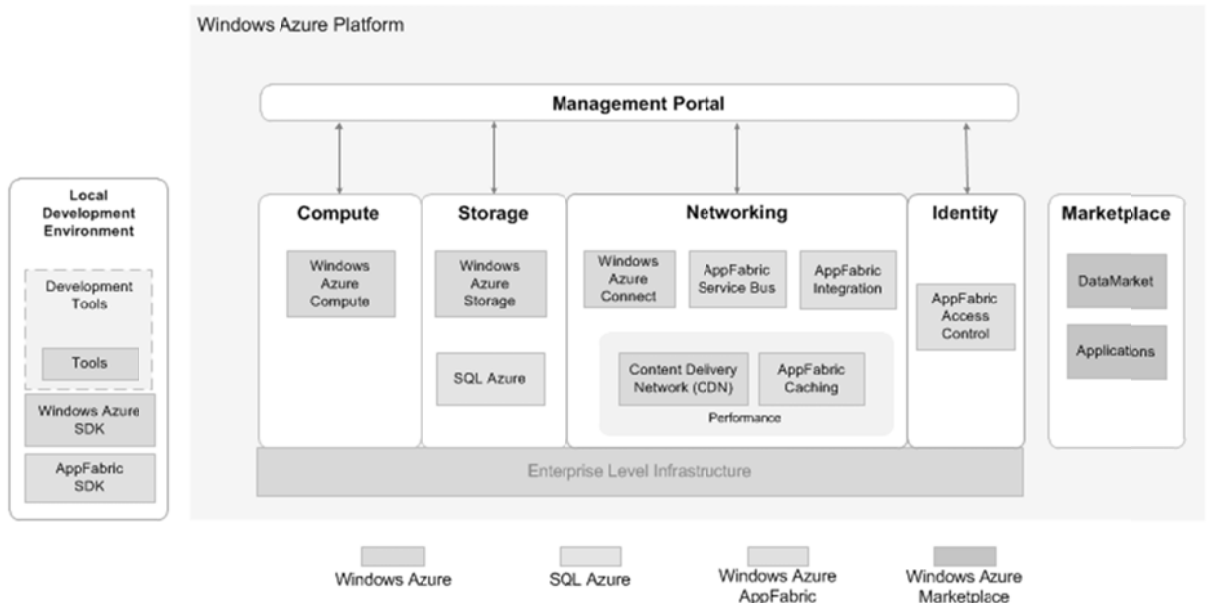 Windows Azure Platform
Management Portal
Local
Development
Environment
Development
Tools
Tools
Windows Azure
SDK
AppFabric
SDK
Compute
Windows
Azure
Compute
Storage
Windows
Azure
Storage
SQL Azure
Networking
Windows
Azure
Connect
AppFabric
Service Bus
AppFabric
Integration
Content Delivery
Network (CDN)
AppFabric
Caching
Performance
Identity
AppFabric
Access
Control
Marketplace
DataMarket
Applications
Enterprise Level Infrastructure
Windows Azure
SQL Azure
Windows Azure
AppFabric
Windows Azure
Marketplace